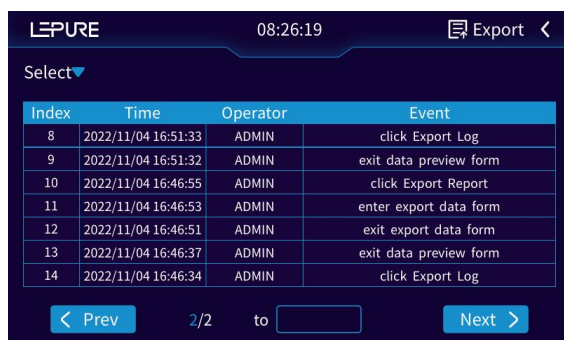 LEPURE 08:26:19 Export
Select
Index Time Operator Event
8 2022/11/04 16:51:33 ADMIN click Export Log
9 2022/11/04 16:51:32 ADMIN exit data preview form
10 2022/11/04 16:46:55 ADMIN click Export Report
11 2022/11/04 16:46:53 ADMIN enter export data form
12 2022/11/04 16:46:51 ADMIN exit export data form
13 2022/11/04 16:46:37 ADMIN exit data preview form
14 2022/11/04 16:46:34 ADMIN click Export Log
Prev 2/2 to Next